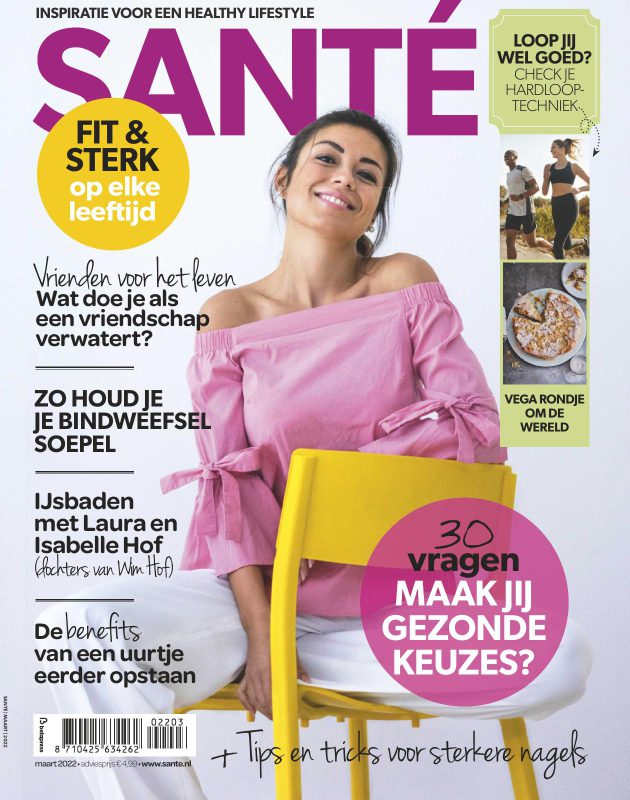 INSPIRATIE VOOR EEN HEALTHY LIFESTYLE
SANTÉ
LOOP JIJ
WEL GOED?
CHECK JE
HARDLOOP-
TECHNIEK
FIT &
STERK
op elke
leeftijd
Vrienden voor het leven
Wat doe je als
een vriendschap
verwatert?
VEGA RONDJE
OM DE
WERELD
ZO HOUD JE
JE BINDWEEFSEL
SOEPEL
IJsbaden
met Laura en
Isabelle Hof
(dochters van Wim Hof)
30
vragen
MAAK JIJ
GEZONDE
KEUZES?
De benefits
van een uurtje
eerder opstaan
+ Tips en tricks voor sterkere nagels
SANTÉ | MAART | 2022
betapress
02203
8 710425 634262
maart 2022 • adviesprijs € 4,99 • www.sante.nl